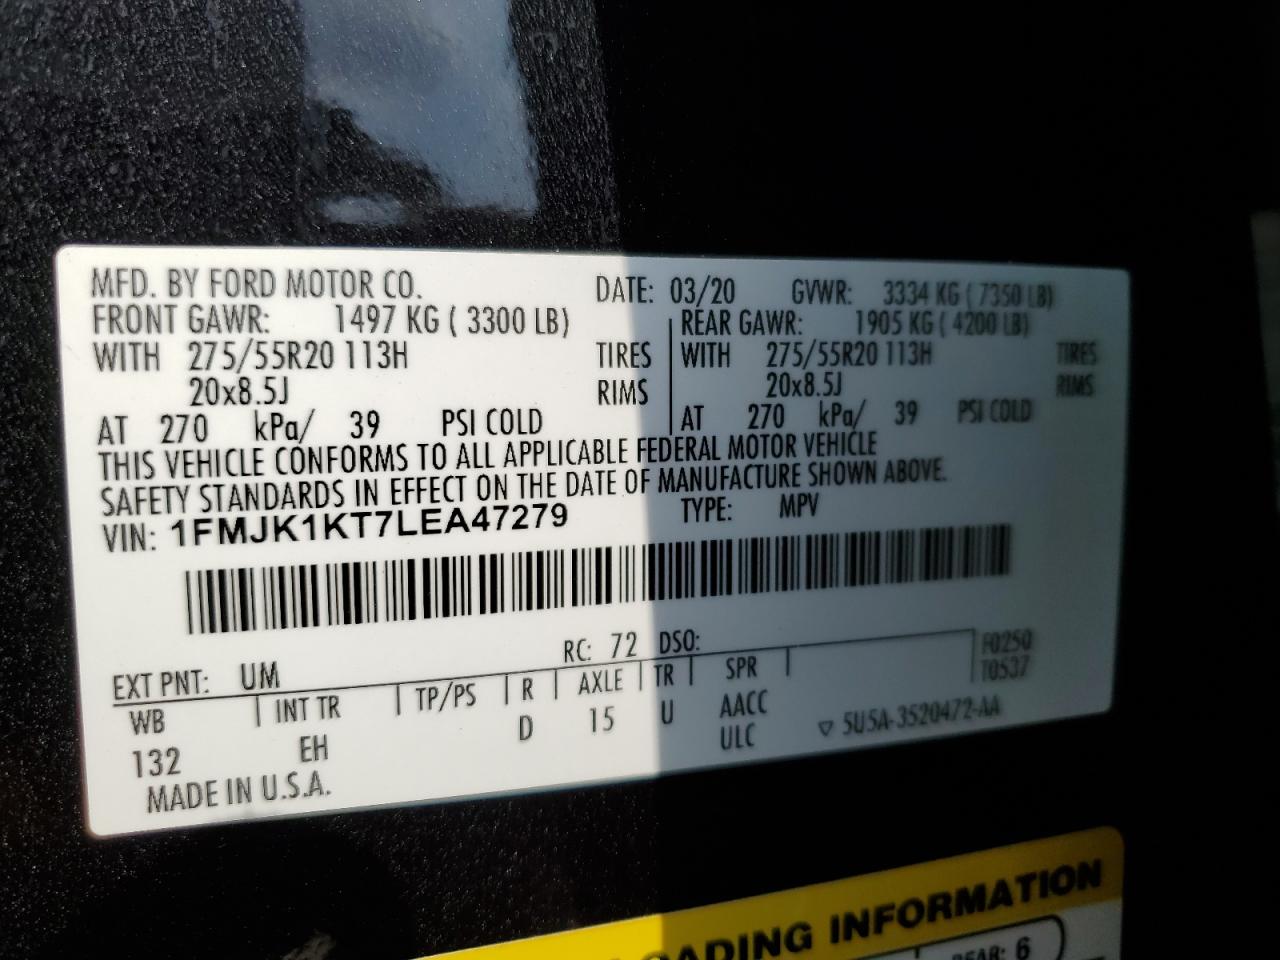 MFD. BY FORD MOTOR CO. DATE: 03/20 GVWR: 3334 KG ( 7350 LB)
FRONT GAWR: 1497 KG ( 3300 LB) REAR GAWR: 1905 KG ( 4200 LB)
WITH 275/55R20 113H TIRES WITH 275/55R20 113H TIRES
20x8.5J RIMS 20x8.5J RIMS
AT 270 kPa/ 39 PSI COLD AT 270 kPa/ 39 PSI COLD
THIS VEHICLE CONFORMS TO ALL APPLICABLE FEDERAL MOTOR VEHICLE
SAFETY STANDARDS IN EFFECT ON THE DATE OF MANUFACTURE SHOWN ABOVE.
VIN: 1FMJK1KT7LEA47279 TYPE: MPV
EXT PNT: UM RC: 72 DSO: F0250
WB INT TR TP/PS R AXLE TR SPR T0537
132 EH D 15 U AACC 5U5A-3520472-AA
ULC
MADE IN U.S.A.
OADING INFORMATION
REAR: 6